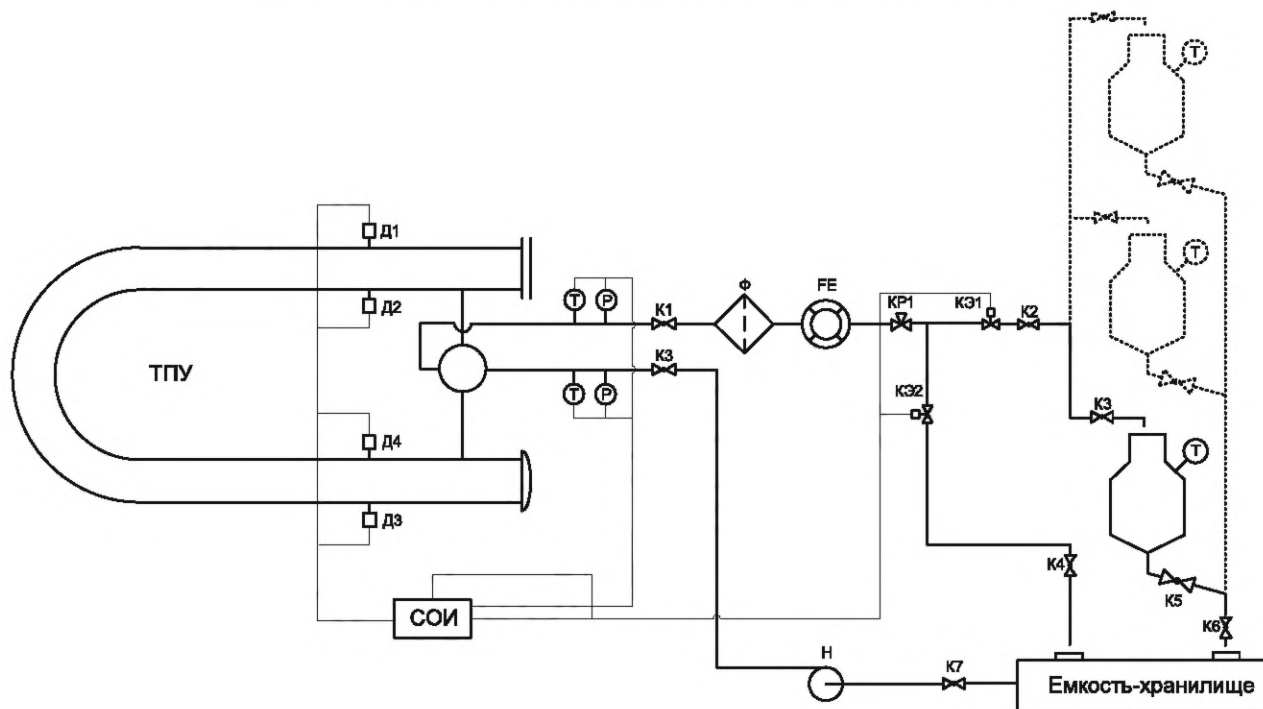 Т
Т
Д1
Д2
ТПУ
Т
Р
К1
Ф
FE
КР1
КЭ1
К2
К3
Т
Р
КЭ2
К3
Т
Д4
Д3
К4
К5
СОИ
К6
Н
К7
Емкость-хранилище